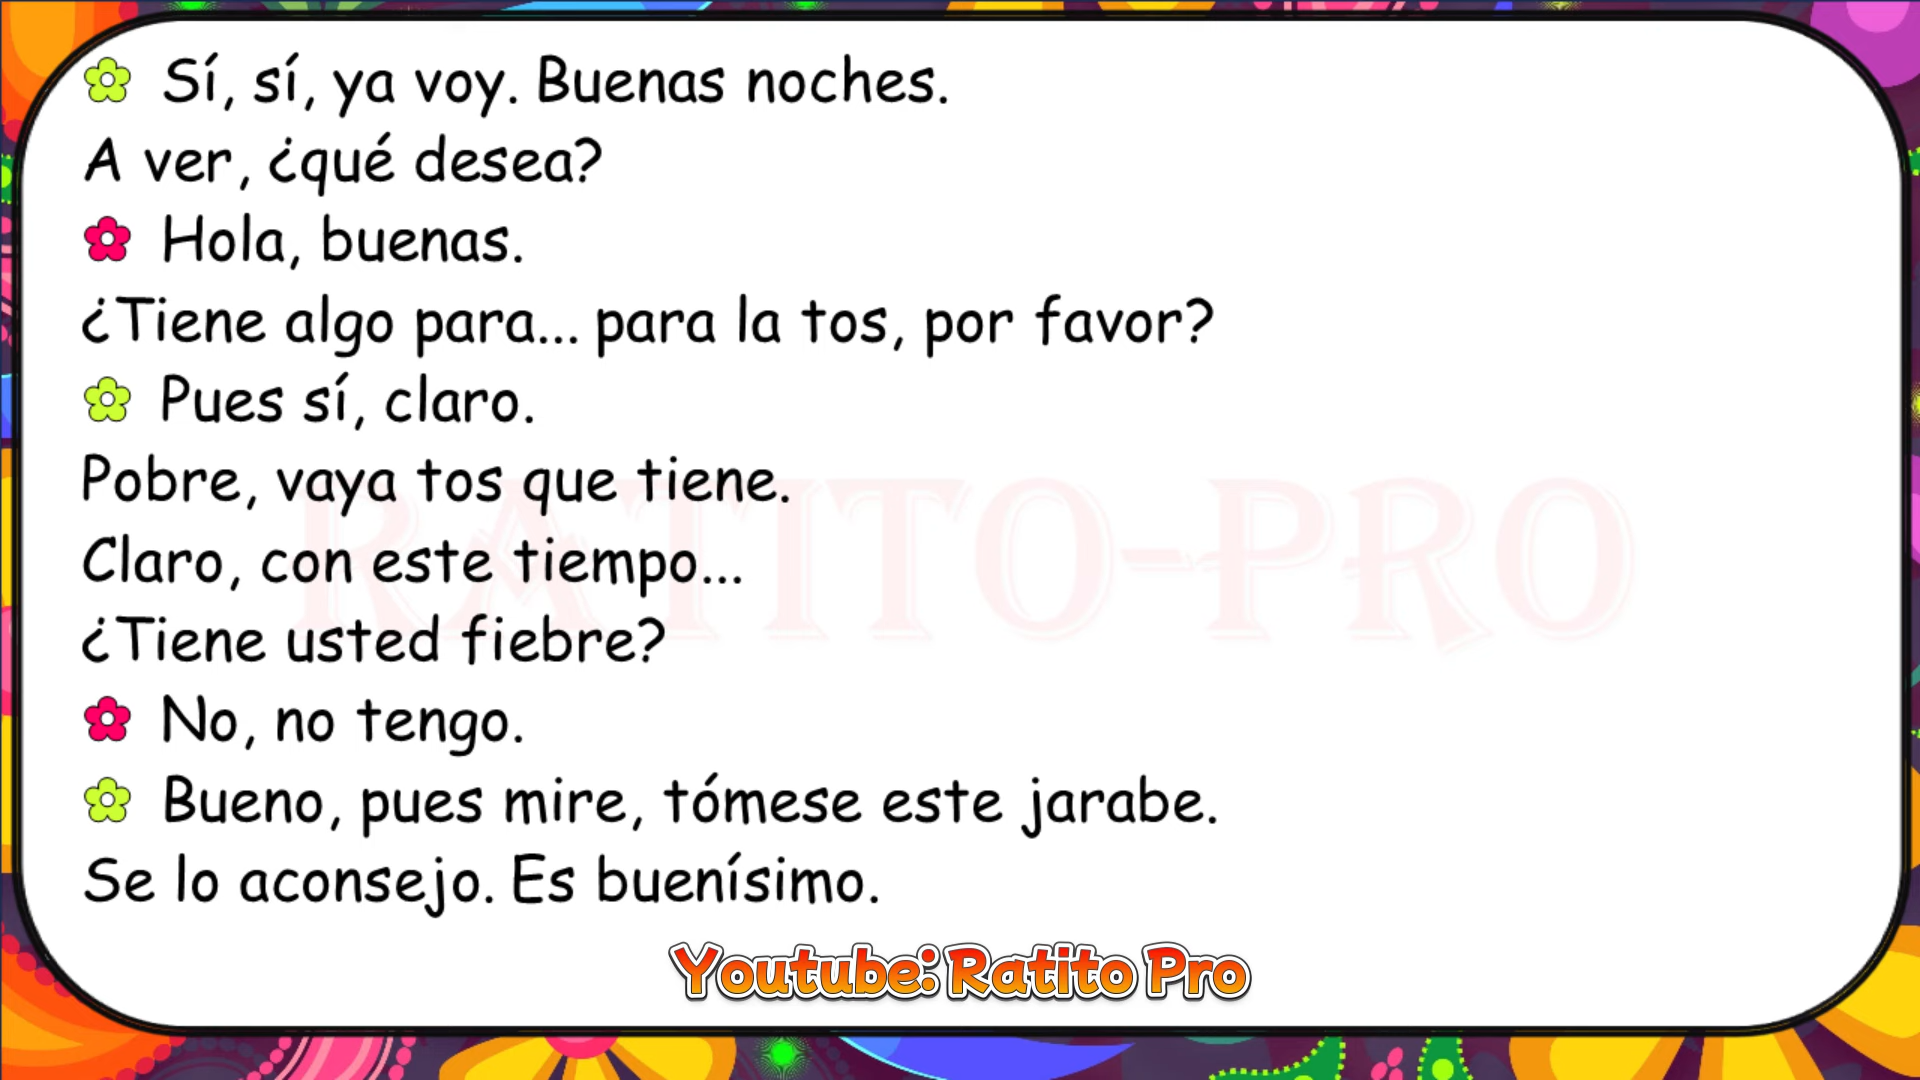 Sí, sí, ya voy. Buenas noches.
A ver, ¿qué desea?
Hola, buenas.
¿Tiene algo para... para la tos, por favor?
Pues sí, claro.
Pobre, vaya tos que tiene.
Claro, con este tiempo...
¿Tiene usted fiebre?
No, no tengo.
Bueno, pues mire, tómese este jarabe.
Se lo aconsejo. Es buenísimo.
RATITO-PRO
Youtube: Ratito Pro